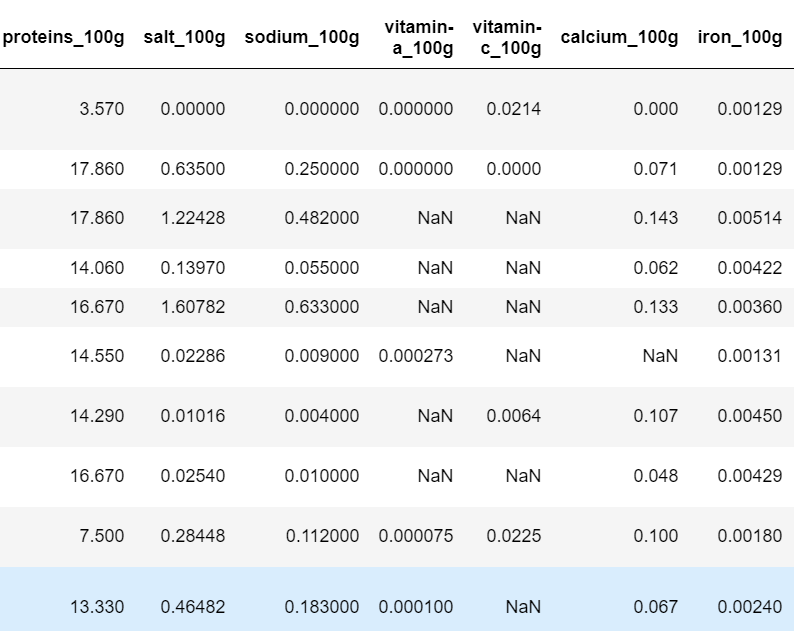 proteins_100g salt_100g sodium_100g vitamin-a_100g vitamin-c_100g calcium_100g iron_100g
3.570 0.00000 0.000000 0.000000 0.0214 0.000 0.00129
17.860 0.63500 0.250000 0.000000 0.0000 0.071 0.00129
17.860 1.22428 0.482000 NaN NaN 0.143 0.00514
14.060 0.13970 0.055000 NaN NaN 0.062 0.00422
16.670 1.60782 0.633000 NaN NaN 0.133 0.00360
14.550 0.02286 0.009000 0.000273 NaN NaN 0.00131
14.290 0.01016 0.004000 NaN 0.0064 0.107 0.00450
16.670 0.02540 0.010000 NaN NaN 0.048 0.00429
7.500 0.28448 0.112000 0.000075 0.0225 0.100 0.00180
13.330 0.46482 0.183000 0.000100 NaN 0.067 0.00240